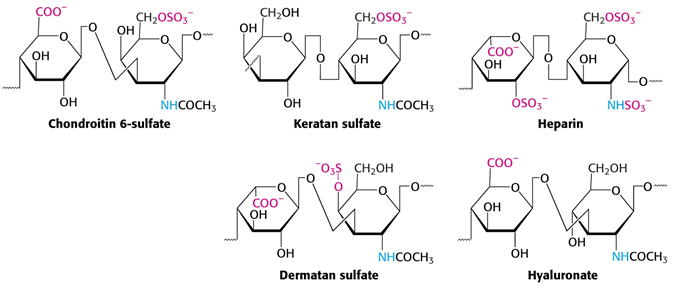 COO⁻ O O OH OH CH₂OSO₃⁻ O O OH NHCOCH₃
Chondroitin 6-sulfate
CH₂OH O OH OH O CH₂OSO₃⁻ O O OH NHCOCH₃
Keratan sulfate
O COO⁻ OH OSO₃⁻ O CH₂OSO₃⁻ O OH O NHSO₃⁻
Heparin
O COO⁻ OH OH O ⁻O₃S O CH₂OH O O NHCOCH₃
Dermatan sulfate
COO⁻ O OH OH O CH₂OH O O OH NHCOCH₃
Hyaluronate